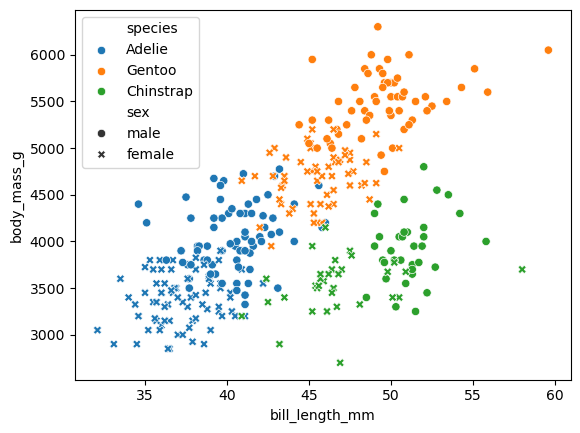 species
Adelie
Gentoo
Chinstrap
sex
male
female
body_mass_g
6000
5500
5000
4500
4000
3500
3000
35 40 45 50 55 60
bill_length_mm